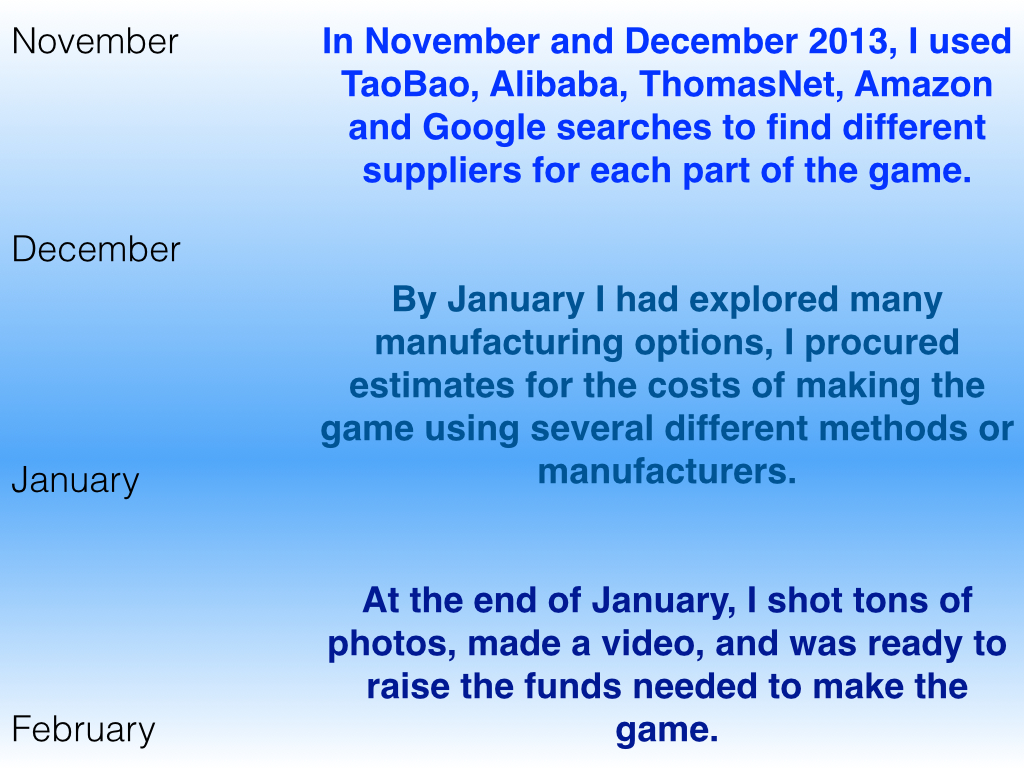 November
In November and December 2013, I used
TaoBao, Alibaba, ThomasNet, Amazon
and Google searches to find different
suppliers for each part of the game.
December
By January I had explored many
manufacturing options, I procured
estimates for the costs of making the
game using several different methods or
manufacturers.
January
At the end of January, I shot tons of
photos, made a video, and was ready to
raise the funds needed to make the
game.
February